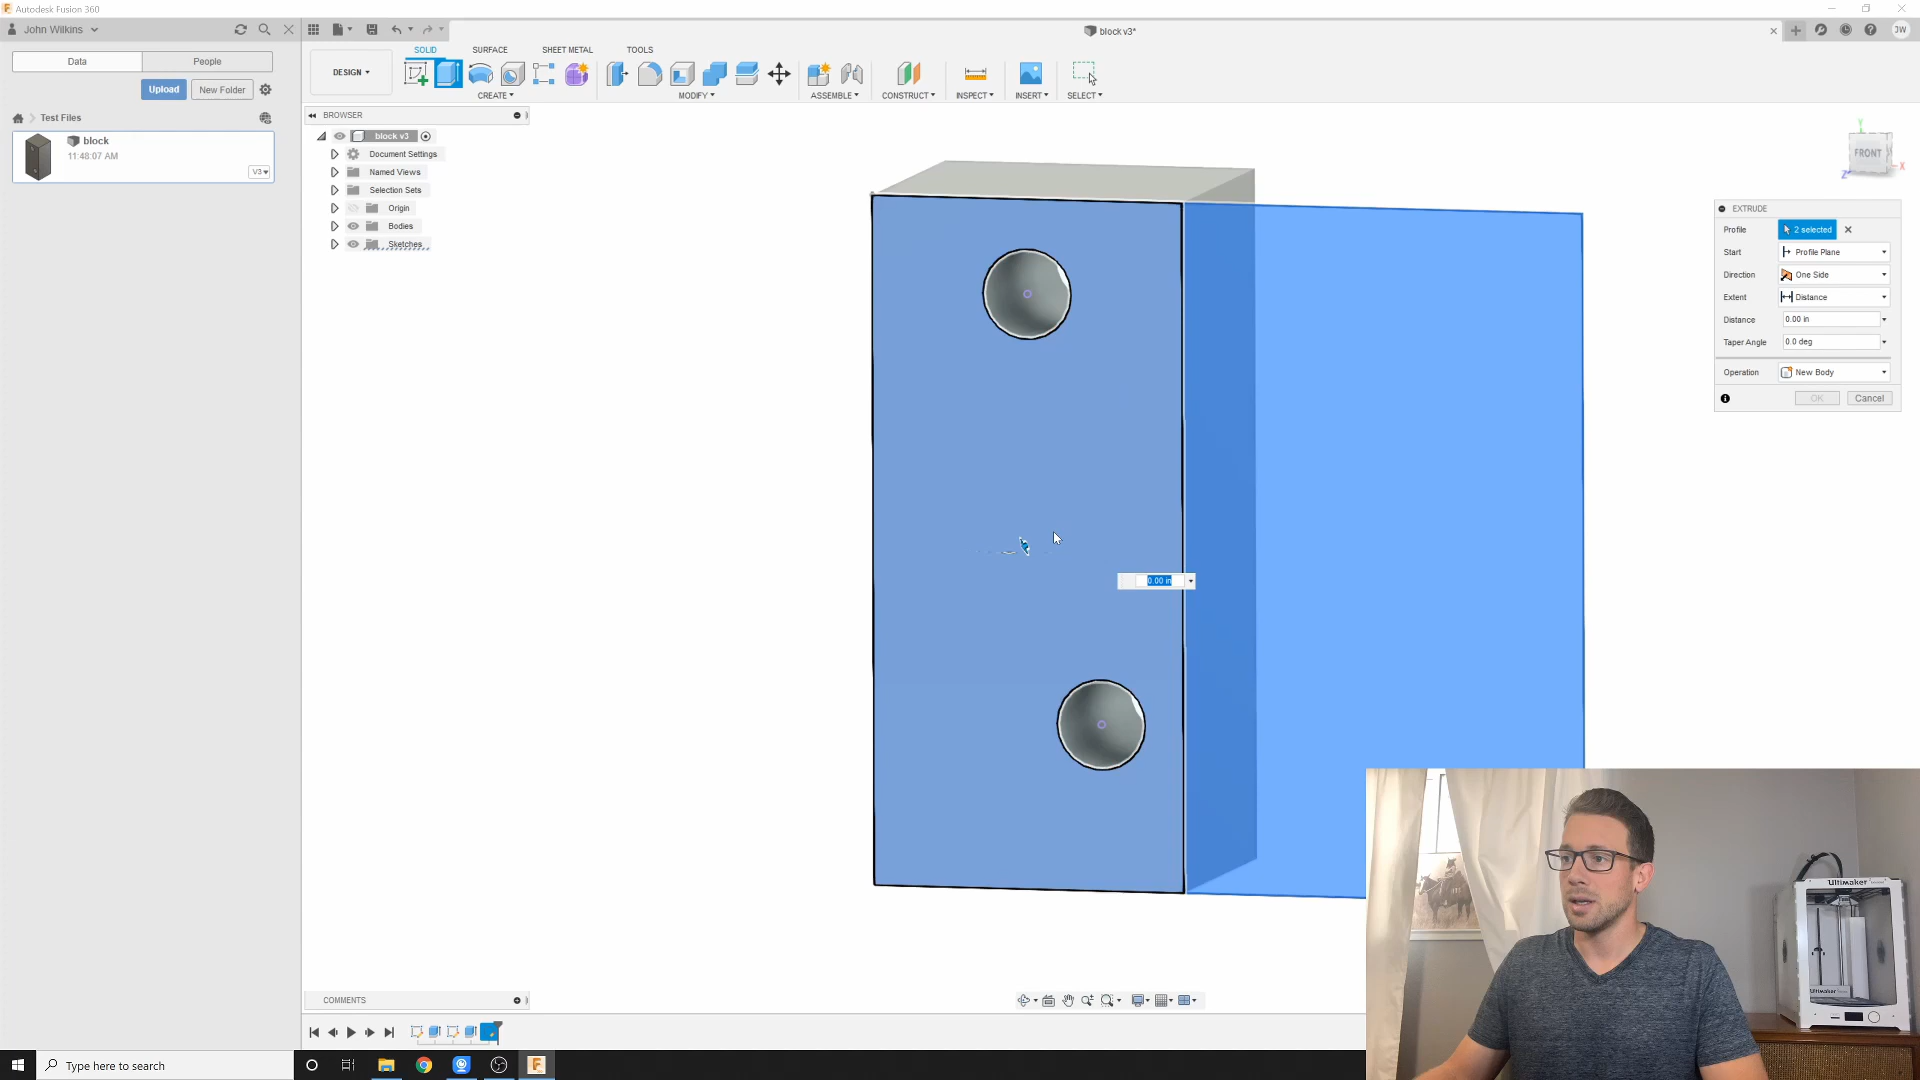 Autodesk Fusion 360
John Wilkins
block v3*
JW
Data
People
Upload
New Folder
Test Files
block
11:48:07 AM
V3
DESIGN
SOLID
SURFACE
SHEET METAL
TOOLS
CREATE
MODIFY
ASSEMBLE
CONSTRUCT
INSPECT
INSERT
SELECT
BROWSER
block v3
Document Settings
Named Views
Selection Sets
Origin
Bodies
Sketches
Y
FRONT
X
Z
EXTRUDE
Profile
2 selected
Start
Profile Plane
Direction
One Side
Extent
Distance
Distance
0.00 in
Taper Angle
0.0 deg
Operation
New Body
OK
Cancel
0.00 in
COMMENTS
Ultimaker
Ultimaker
Type here to search